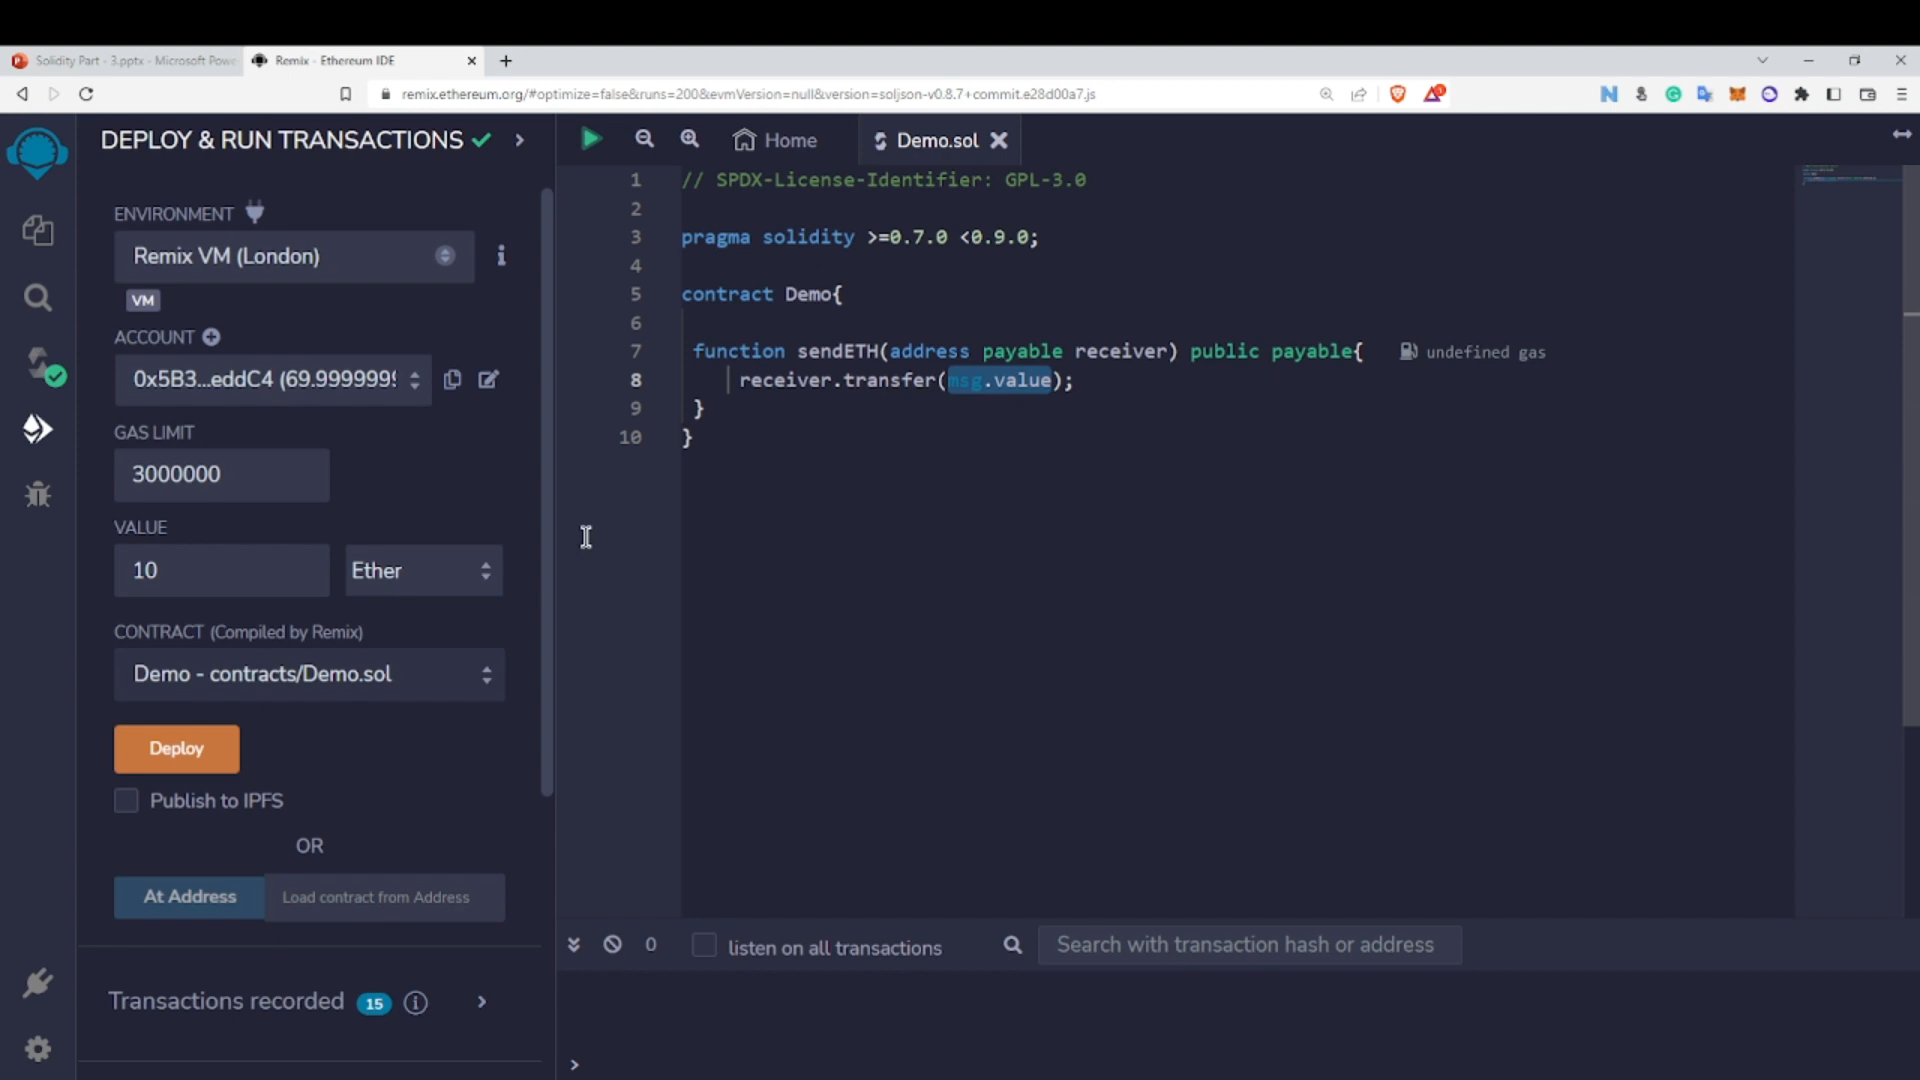 Solidity Part - 3.pptx - Microsoft Powe
Remix - Ethereum IDE
remix.ethereum.org/#optimize=false&runs=200&evmVersion=null&version=soljson-v0.8.7+commit.e28d00a7.js
DEPLOY & RUN TRANSACTIONS
ENVIRONMENT
Remix VM (London)
VM
ACCOUNT
0x5B3...eddC4 (69.9999999
GAS LIMIT
3000000
VALUE
10
Ether
CONTRACT (Compiled by Remix)
Demo - contracts/Demo.sol
Deploy
Publish to IPFS
OR
At Address
Load contract from Address
Transactions recorded 15
Home
Demo.sol
1 // SPDX-License-Identifier: GPL-3.0
2
3 pragma solidity >=0.7.0 <0.9.0;
4
5 contract Demo{
6
7 function sendETH(address payable receiver) public payable{ undefined gas
8 receiver.transfer(msg.value);
9 }
10 }
0
listen on all transactions
Search with transaction hash or address
>